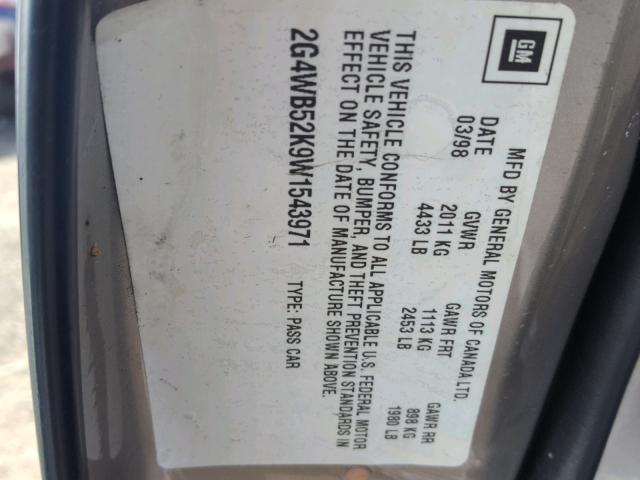 GM
MFD BY GENERAL MOTORS OF CANADA LTD.
DATE GVWR GAWR FRT GAWR RR
03/98 2011 KG 1113 KG 898 KG
4433 LB 2453 LB 1980 LB
THIS VEHICLE CONFORMS TO ALL APPLICABLE U.S. FEDERAL MOTOR
VEHICLE SAFETY, BUMPER, AND THEFT PREVENTION STANDARDS IN
EFFECT ON THE DATE OF MANUFACTURE SHOWN ABOVE.
2G4WB52K9W1543971 TYPE: PASS CAR